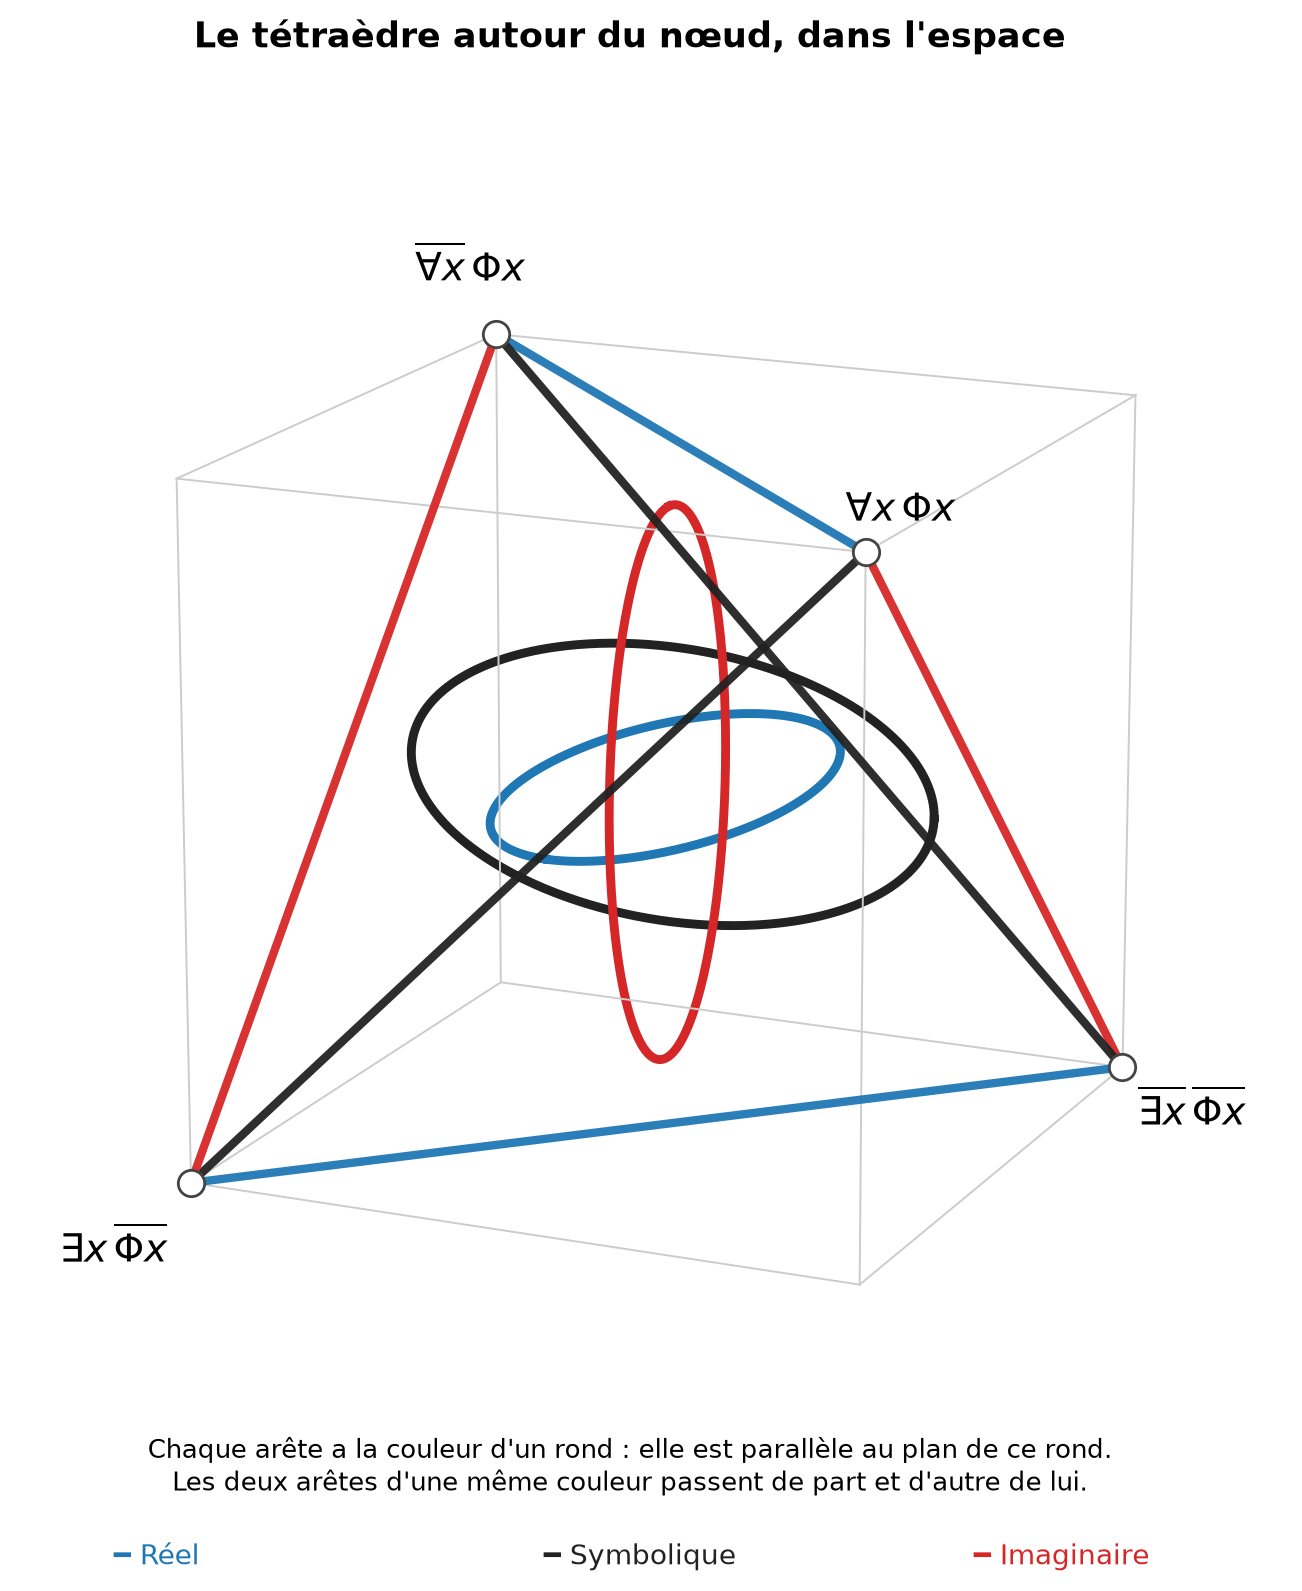 Le tétraèdre autour du nœud, dans l'espace
∀x̅ Φx
∀x Φx
∃x̅ Φx̅
∃x Φx̅
Chaque arête a la couleur d'un rond : elle est parallèle au plan de ce rond.
Les deux arêtes d'une même couleur passent de part et d'autre de lui.
Réel
Symbolique
Imaginaire